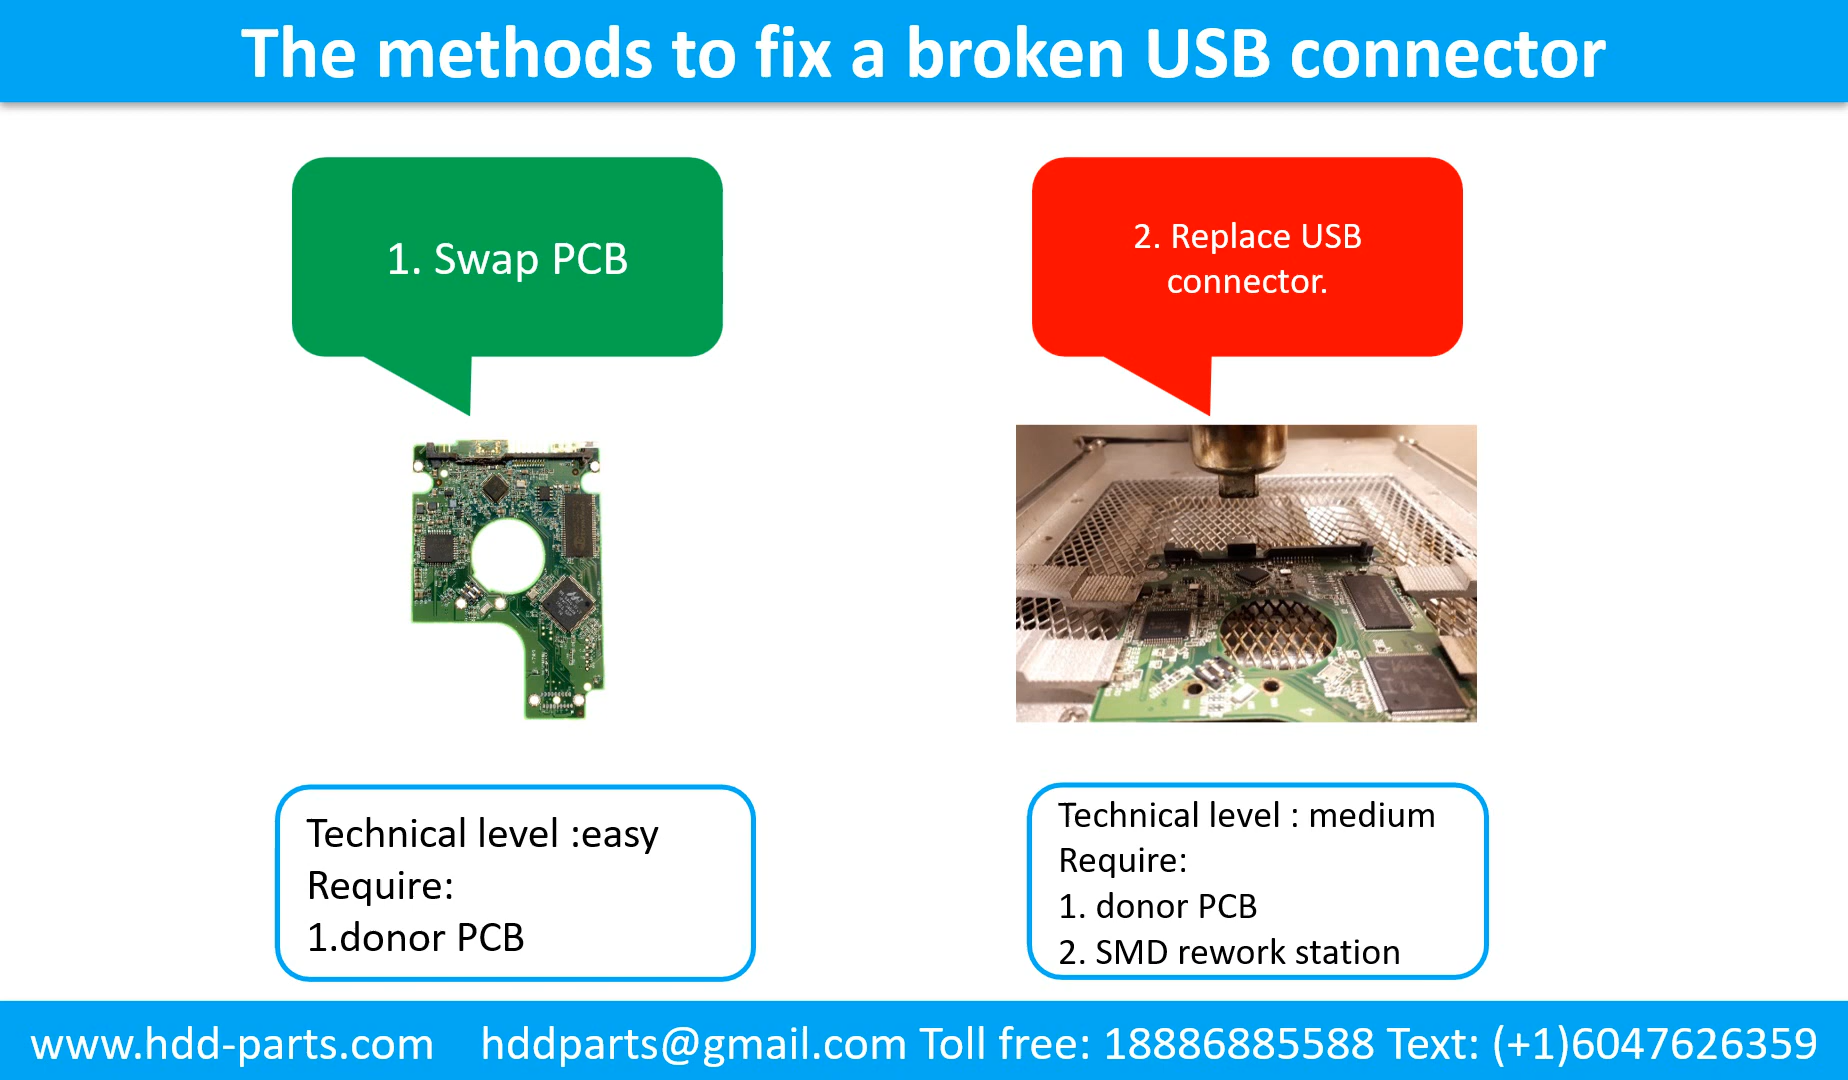 The methods to fix a broken USB connector
1. Swap PCB
2. Replace USB
connector.
Technical level :easy
Require:
1.donor PCB
Technical level : medium
Require:
1. donor PCB
2. SMD rework station
www.hdd-parts.com hddparts@gmail.com Toll free: 18886885588 Text: (+1)6047626359